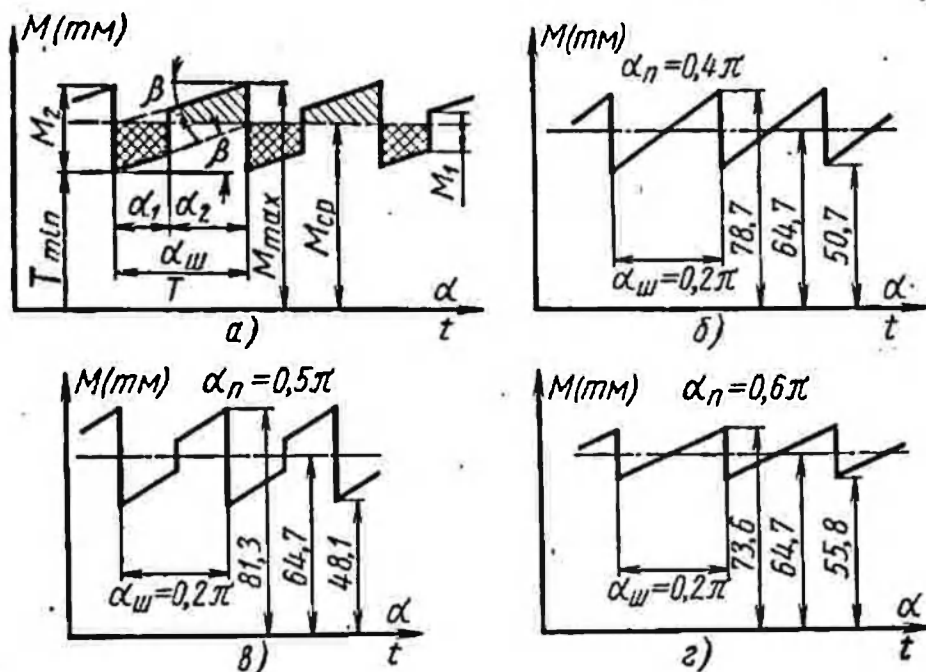 M(тм)
β
β
M₂
M₁
α₁ α₂
αш
T
Tmin
Mmax
Mср
α
t
а)
M(тм)
αп=0,4π
αш=0,2π
78,7
64,7
50,7
α
t
б)
M(тм) αп=0,5π
αш=0,2π
81,3
64,7
48,1
α
t
в)
M(тм) αп=0,6π
αш=0,2π
73,6
64,7
55,8
α
t
г)